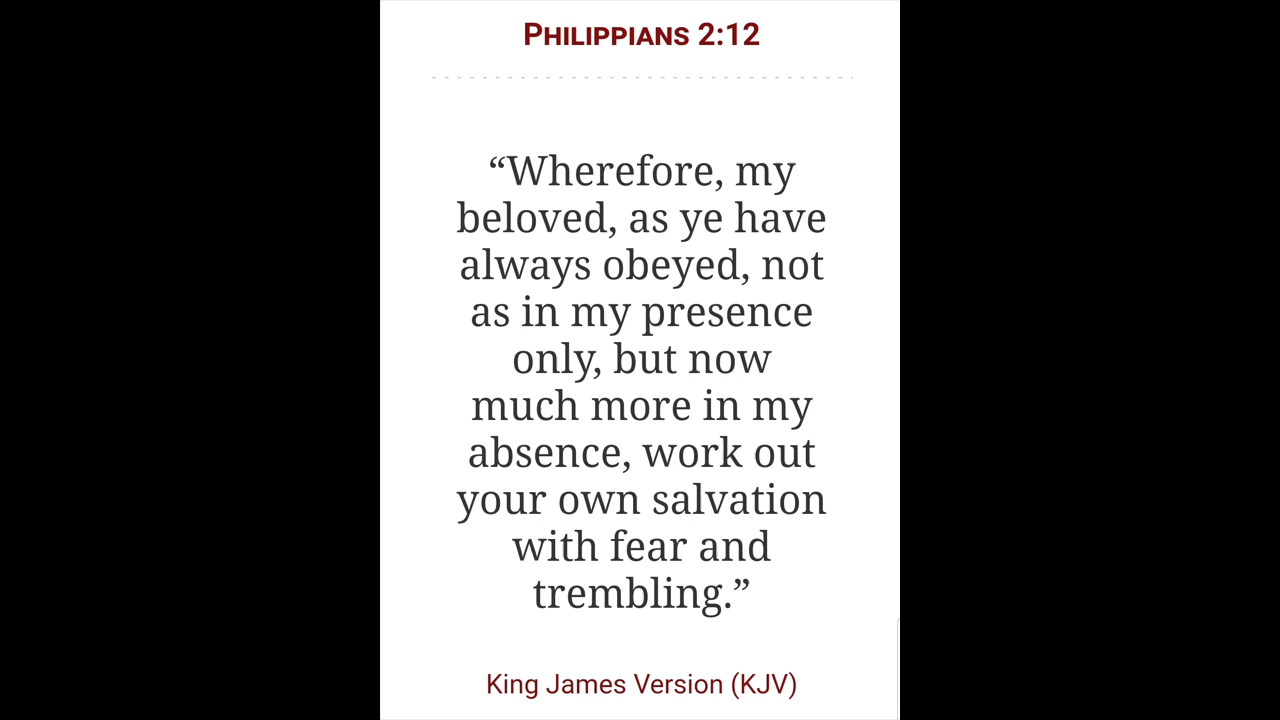 PHILIPPIANS 2:12
“Wherefore, my
beloved, as ye have
always obeyed, not
as in my presence
only, but now
much more in my
absence, work out
your own salvation
with fear and
trembling.”
King James Version (KJV)